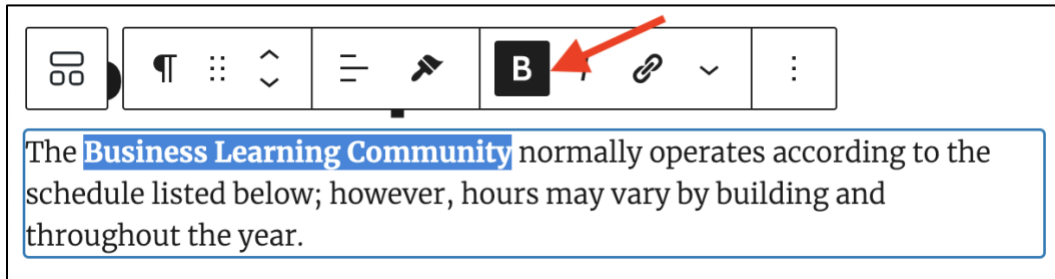 B
The Business Learning Community normally operates according to the
schedule listed below; however, hours may vary by building and
throughout the year.